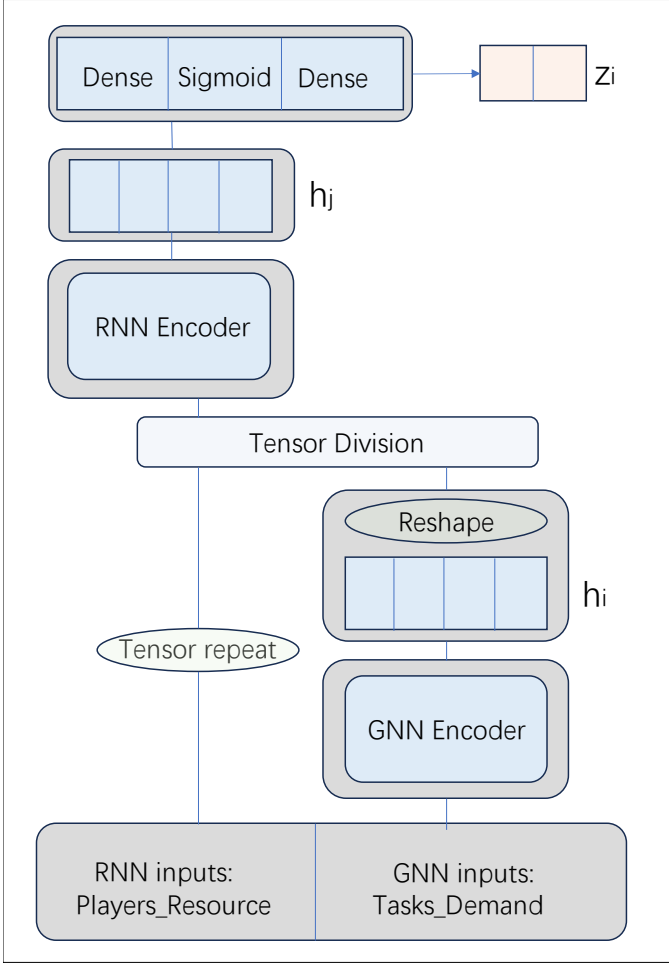 Dense Sigmoid Dense
zi
hj
RNN Encoder
Tensor Division
Reshape
hi
Tensor repeat
GNN Encoder
RNN inputs:
Players_Resource
GNN inputs:
Tasks_Demand